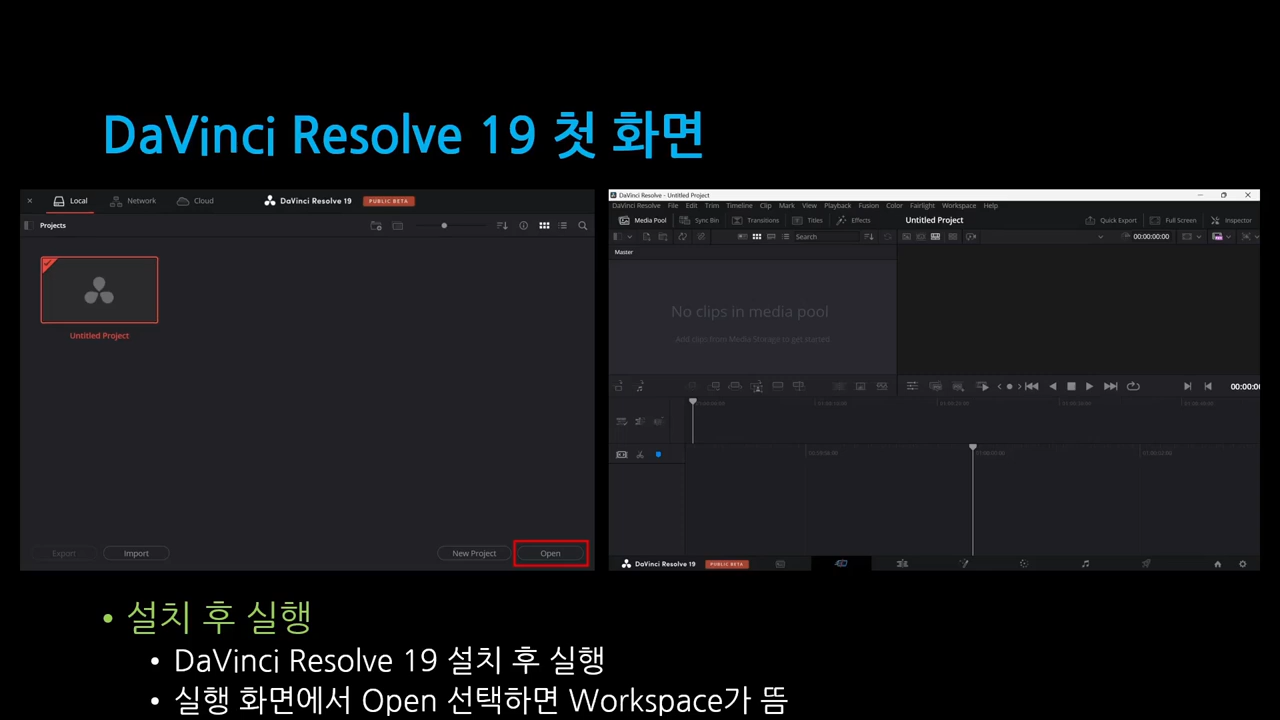 DaVinci Resolve 19 첫 화면
Local Network Cloud DaVinci Resolve 19 PUBLIC BETA
Projects
Untitled Project
Export Import New Project Open
DaVinci Resolve - Untitled Project
DaVinci Resolve File Edit Trim Timeline Clip Mark View Playback Fusion Color Fairlight Workspace Help
Media Pool Sync Bin Transitions Titles Effects Untitled Project Quick Export Full Screen Inspector
Search 00:00:00:00
Master
No clips in media pool
Add clips from Media Storage to get started
00:00:0
DaVinci Resolve 19 PUBLIC BETA
• 설치 후 실행
• DaVinci Resolve 19 설치 후 실행
• 실행 화면에서 Open 선택하면 Workspace가 뜸